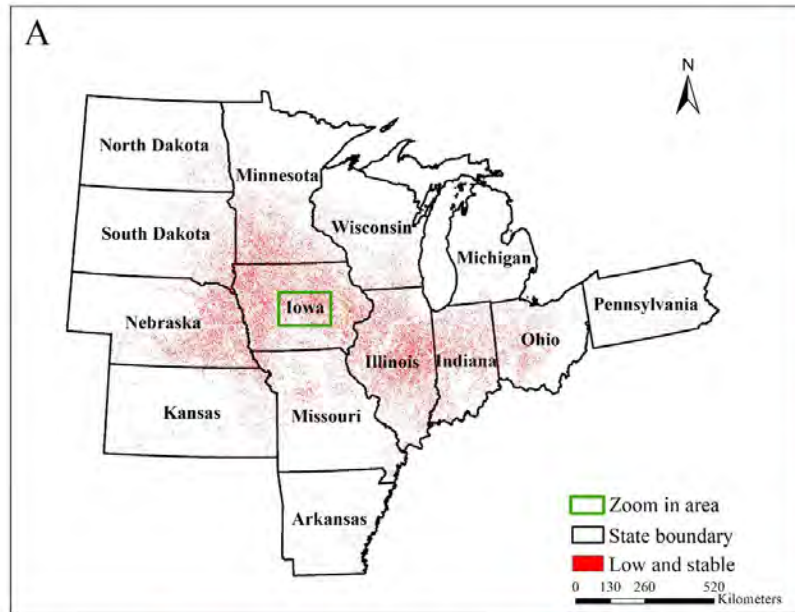 A
N
North Dakota
Minnesota
South Dakota
Wisconsin
Michigan
Nebraska
Iowa
Pennsylvania
Illinois
Indiana
Ohio
Kansas
Missouri
Arkansas
Zoom in area
State boundary
Low and stable
0 130 260 520
Kilometers